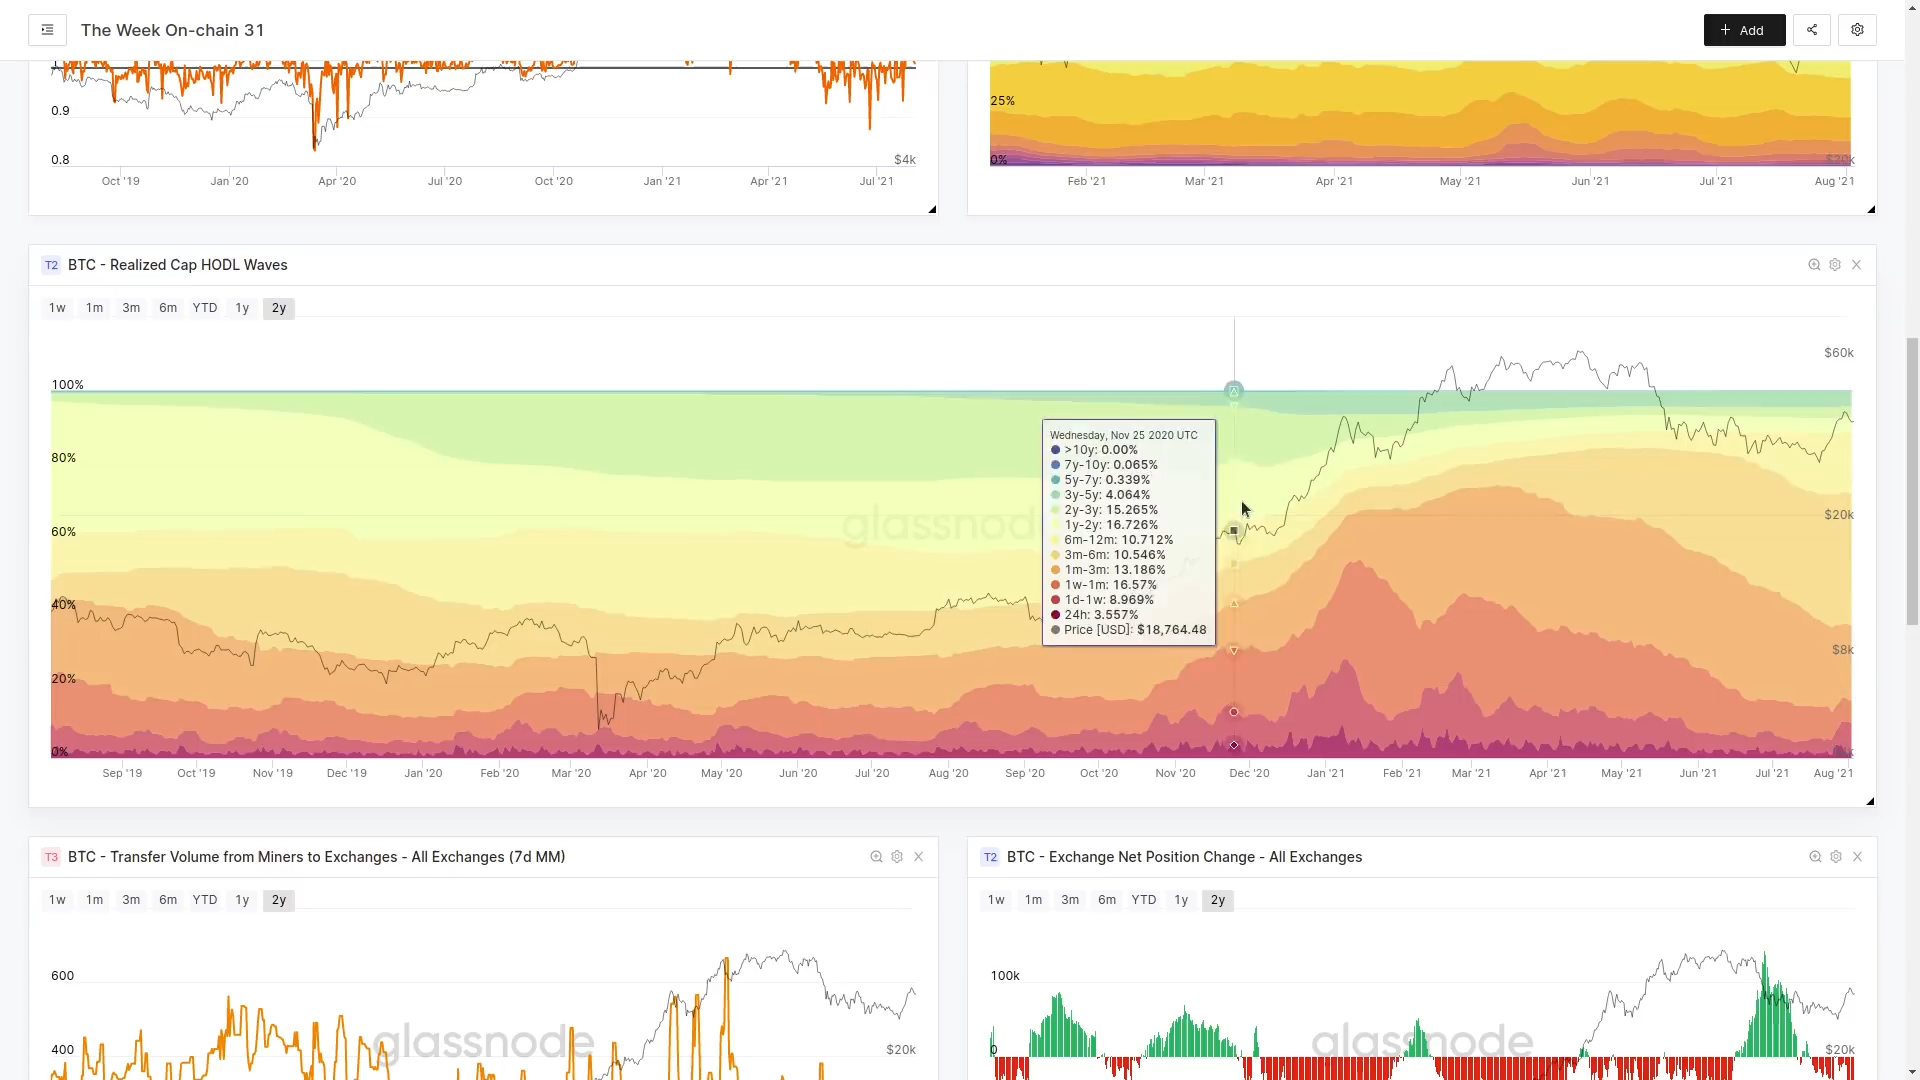 The Week On-chain 31
Add
0.9
0.8
$4k
Oct '19 Jan '20 Apr '20 Jul '20 Oct '20 Jan '21 Apr '21 Jul '21
25%
0%
$20k
Feb '21 Mar '21 Apr '21 May '21 Jun '21 Jul '21 Aug '21
T2 BTC - Realized Cap HODL Waves
1w 1m 3m 6m YTD 1y 2y
100%
80%
60%
40%
20%
0%
$60k
$20k
$8k
glassnode
Wednesday, Nov 25 2020 UTC
>10y: 0.00%
7y-10y: 0.065%
5y-7y: 0.339%
3y-5y: 4.064%
2y-3y: 15.265%
1y-2y: 16.726%
6m-12m: 10.712%
3m-6m: 10.546%
1m-3m: 13.186%
1w-1m: 16.57%
1d-1w: 8.969%
24h: 3.557%
Price [USD]: $18,764.48
Sep '19 Oct '19 Nov '19 Dec '19 Jan '20 Feb '20 Mar '20 Apr '20 May '20 Jun '20 Jul '20 Aug '20 Sep '20 Oct '20 Nov '20 Dec '20 Jan '21 Feb '21 Mar '21 Apr '21 May '21 Jun '21 Jul '21 Aug '21
T3 BTC - Transfer Volume from Miners to Exchanges - All Exchanges (7d MM)
1w 1m 3m 6m YTD 1y 2y
600
400
$20k
glassnode
T2 BTC - Exchange Net Position Change - All Exchanges
1w 1m 3m 6m YTD 1y 2y
100k
0
$20k
glassnode